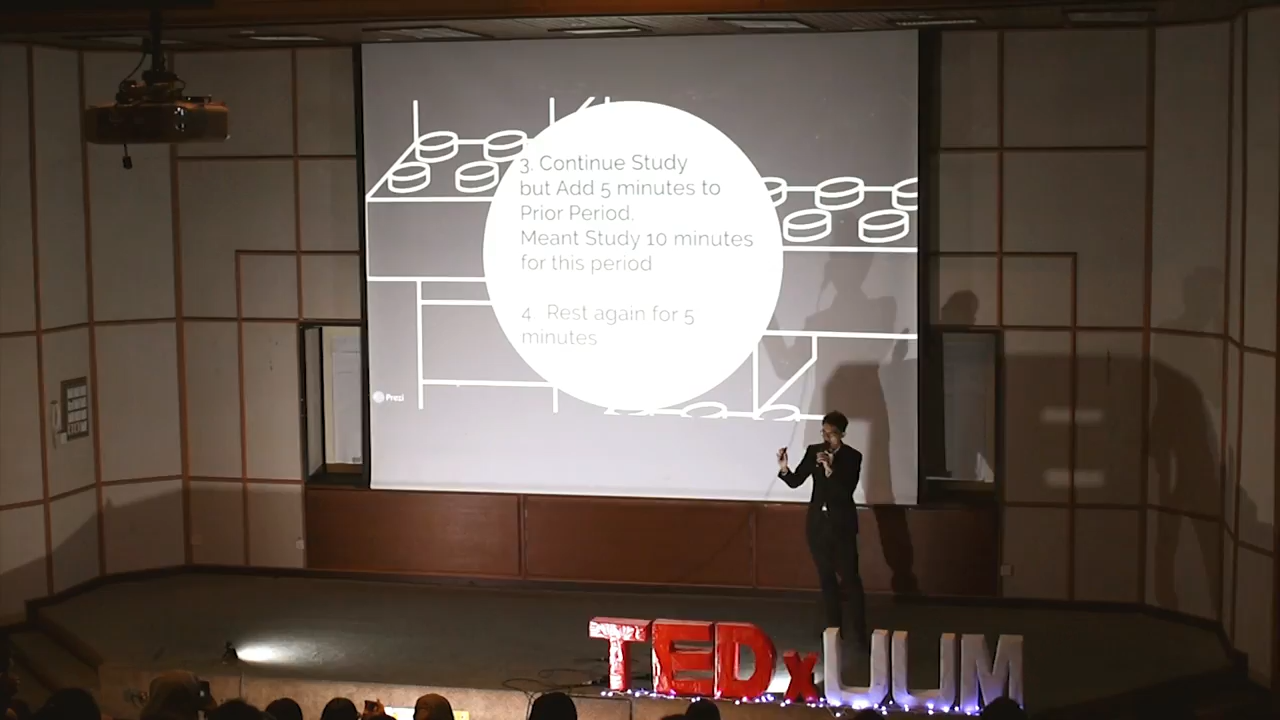 3. Continue Study
but Add 5 minutes to
Prior Period.
Meant Study 10 minutes
for this period
4. Rest again for 5
minutes
Prezi
TEDxUUM